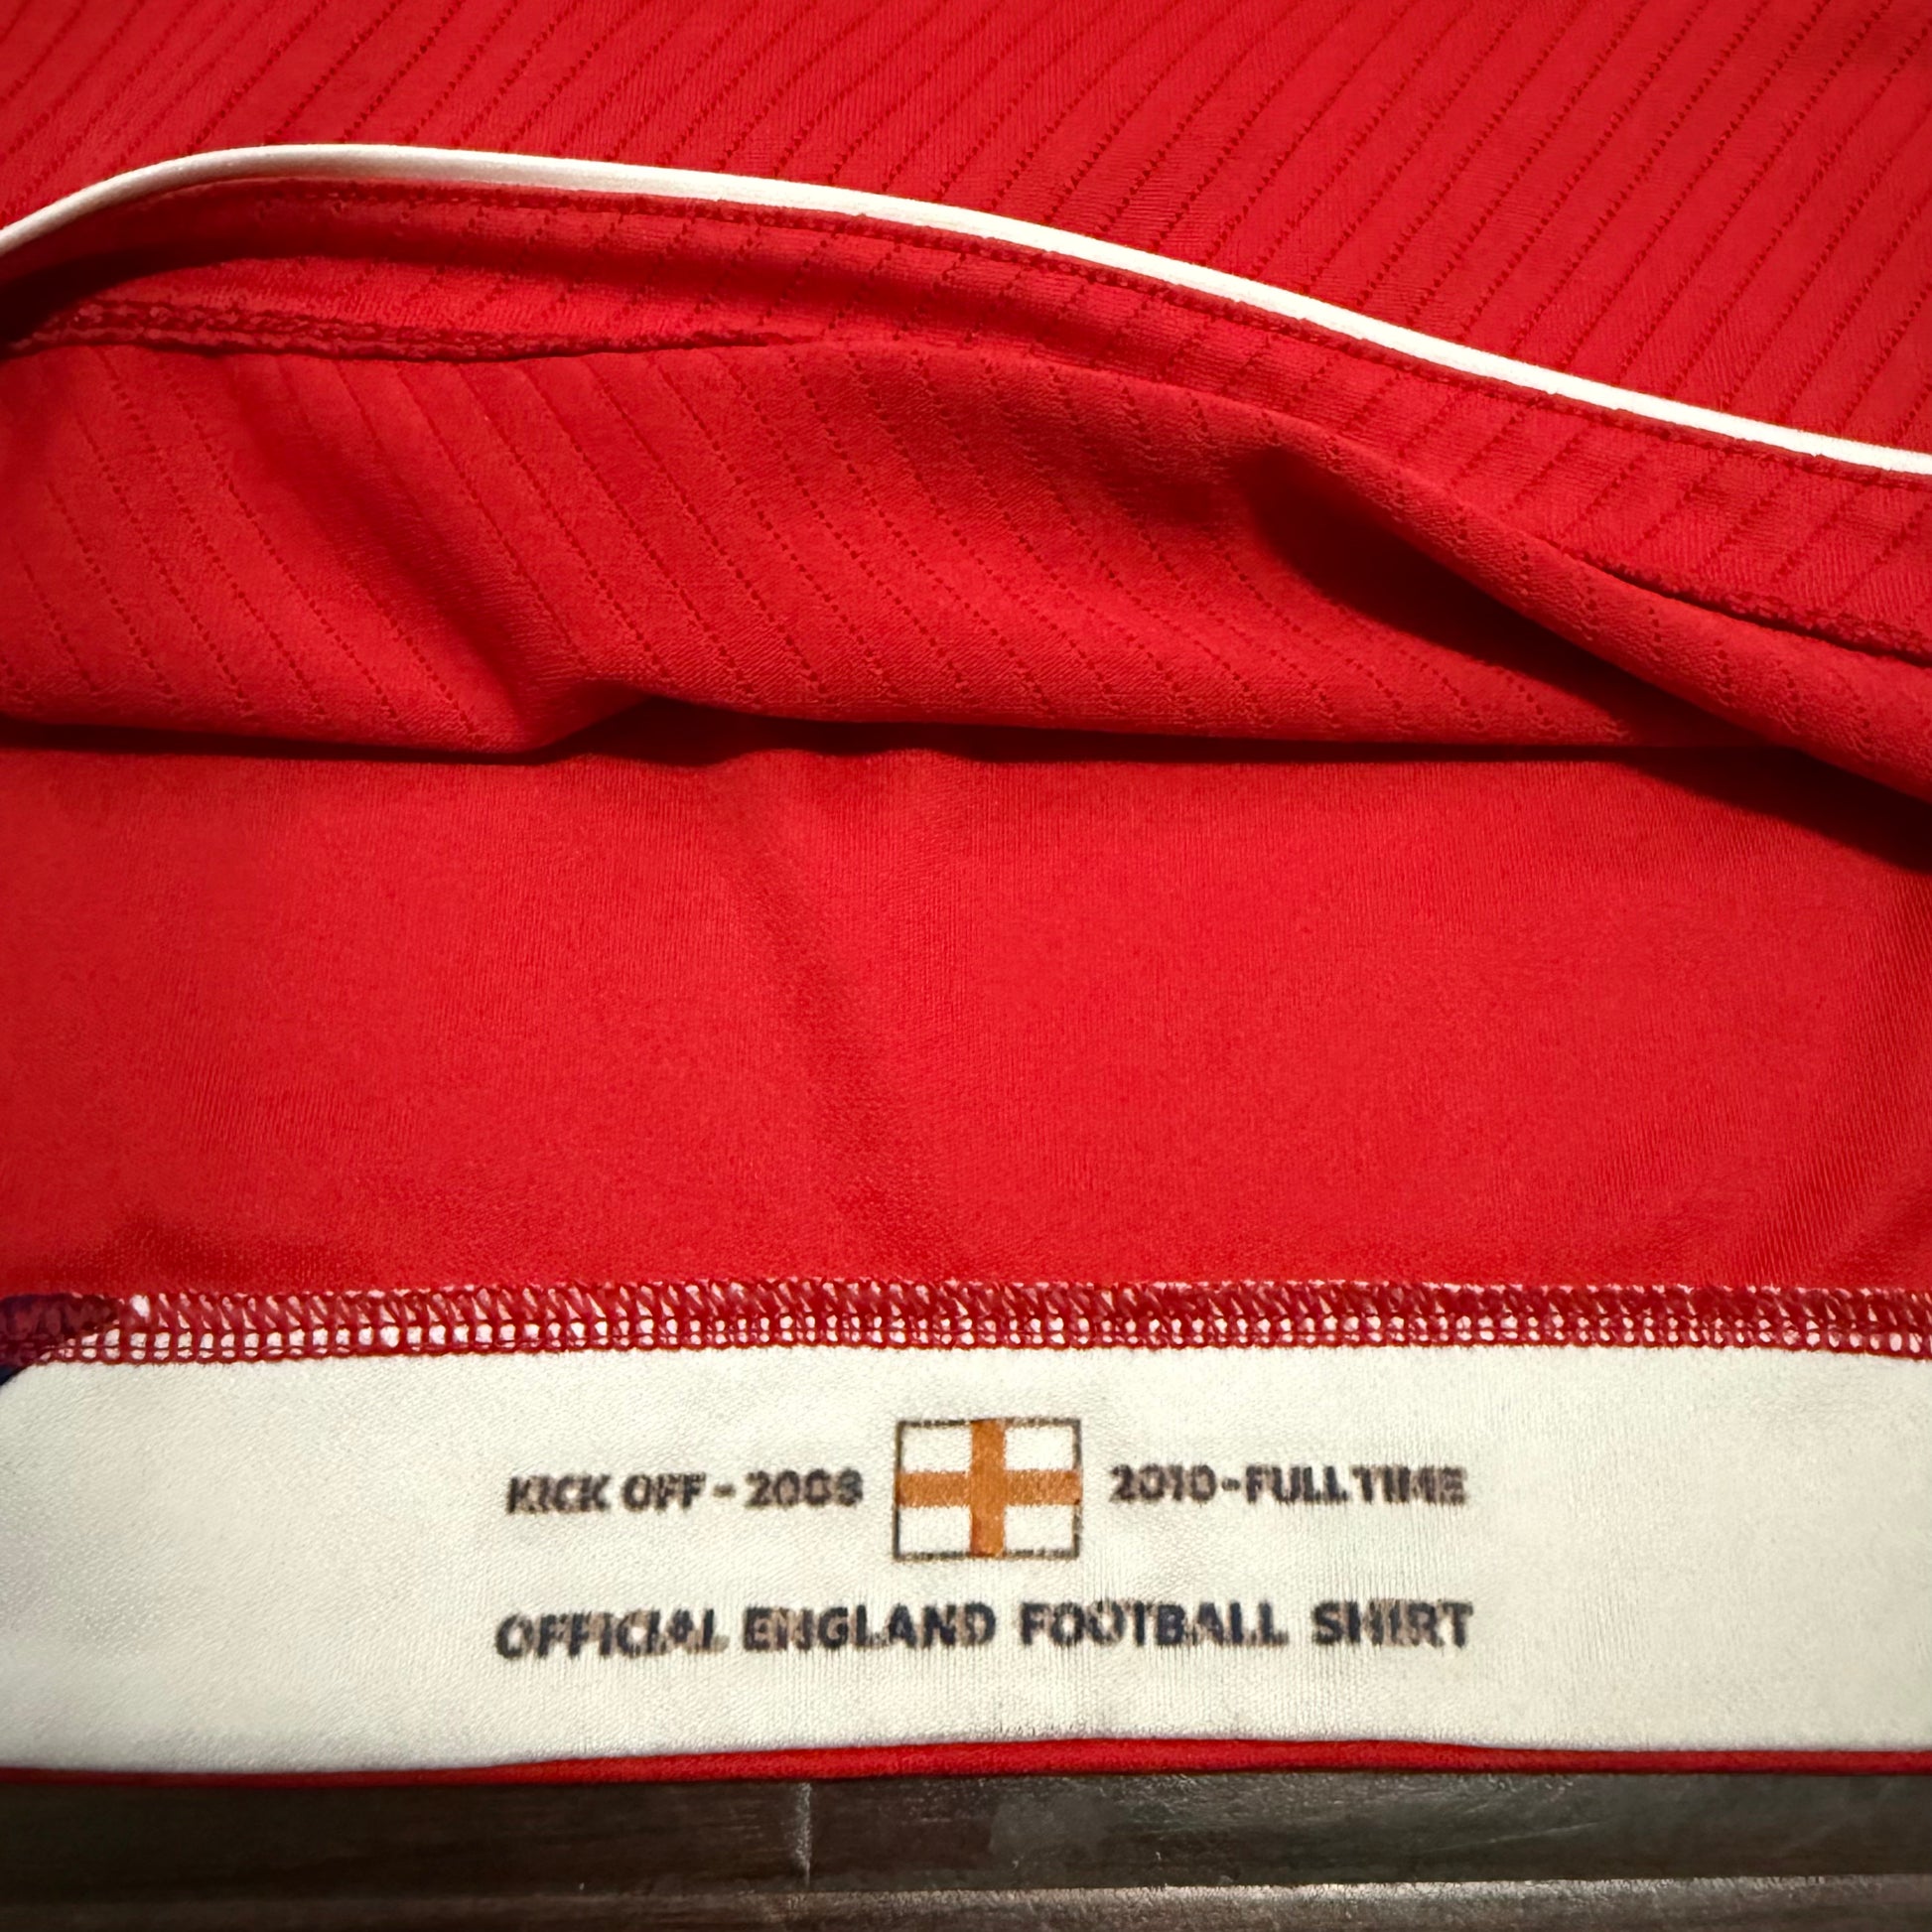 KICK OFF - 2008 2010 - FULL TIME
OFFICIAL ENGLAND FOOTBALL SHIRT